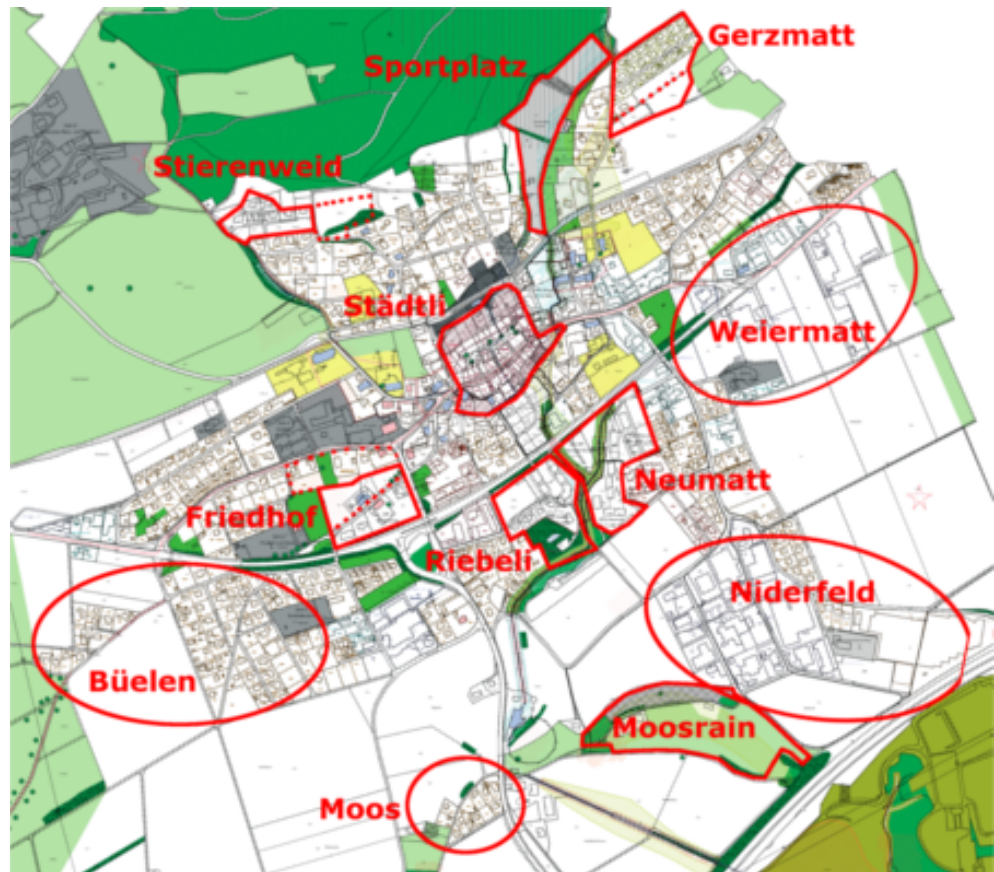 Gerzmatt
Sportplatz
Stierenweid
Städtli
Weiermatt
Neumatt
Friedhof
Riebeli
Niderfeld
Büelen
Moosrain
Moos